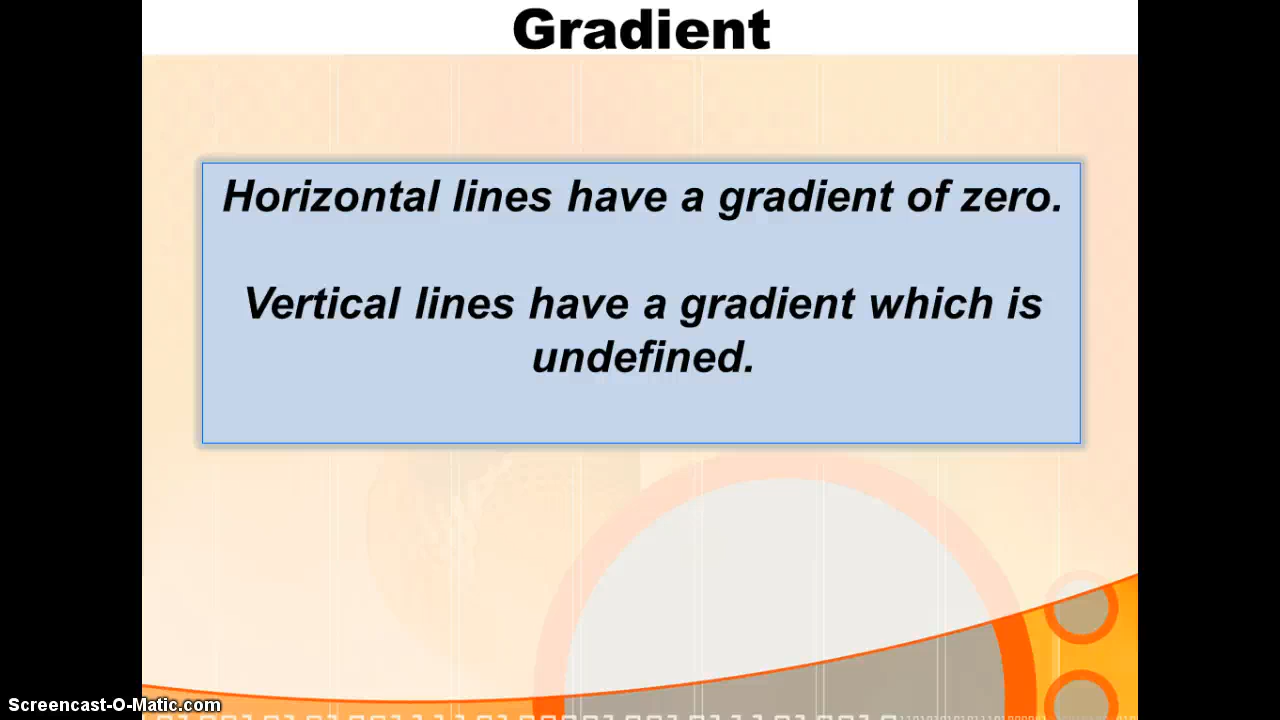 Gradient
Horizontal lines have a gradient of zero.
Vertical lines have a gradient which is
undefined.
Screencast-O-Matic.com